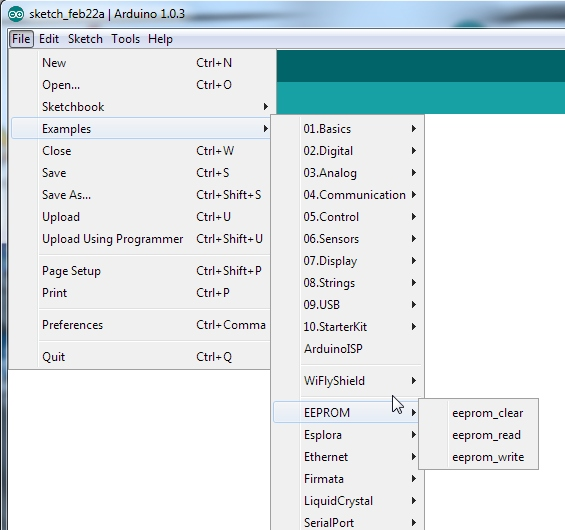 sketch_feb22a | Arduino 1.0.3
File Edit Sketch Tools Help
New Ctrl+N
Open... Ctrl+O
Sketchbook
Examples
Close Ctrl+W
Save Ctrl+S
Save As... Ctrl+Shift+S
Upload Ctrl+U
Upload Using Programmer Ctrl+Shift+U
Page Setup Ctrl+Shift+P
Print Ctrl+P
Preferences Ctrl+Comma
Quit Ctrl+Q
01.Basics
02.Digital
03.Analog
04.Communication
05.Control
06.Sensors
07.Display
08.Strings
09.USB
10.StarterKit
ArduinoISP
WiFlyShield
EEPROM
Esplora
Ethernet
Firmata
LiquidCrystal
SerialPort
eeprom_clear
eeprom_read
eeprom_write